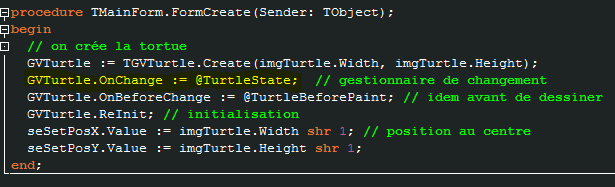 procedure TMainForm.FormCreate(Sender: TObject);
begin
// on crée la tortue
GVTurtle := TGVTurtle.Create(imgTurtle.Width, imgTurtle.Height);
GVTurtle.OnChange := @TurtleState; // gestionnaire de changement
GVTurtle.OnBeforeChange := @TurtleBeforePaint; // idem avant de dessiner
GVTurtle.ReInit; // initialisation
seSetPosX.Value := imgTurtle.Width shr 1; // position au centre
seSetPosY.Value := imgTurtle.Height shr 1;
end;